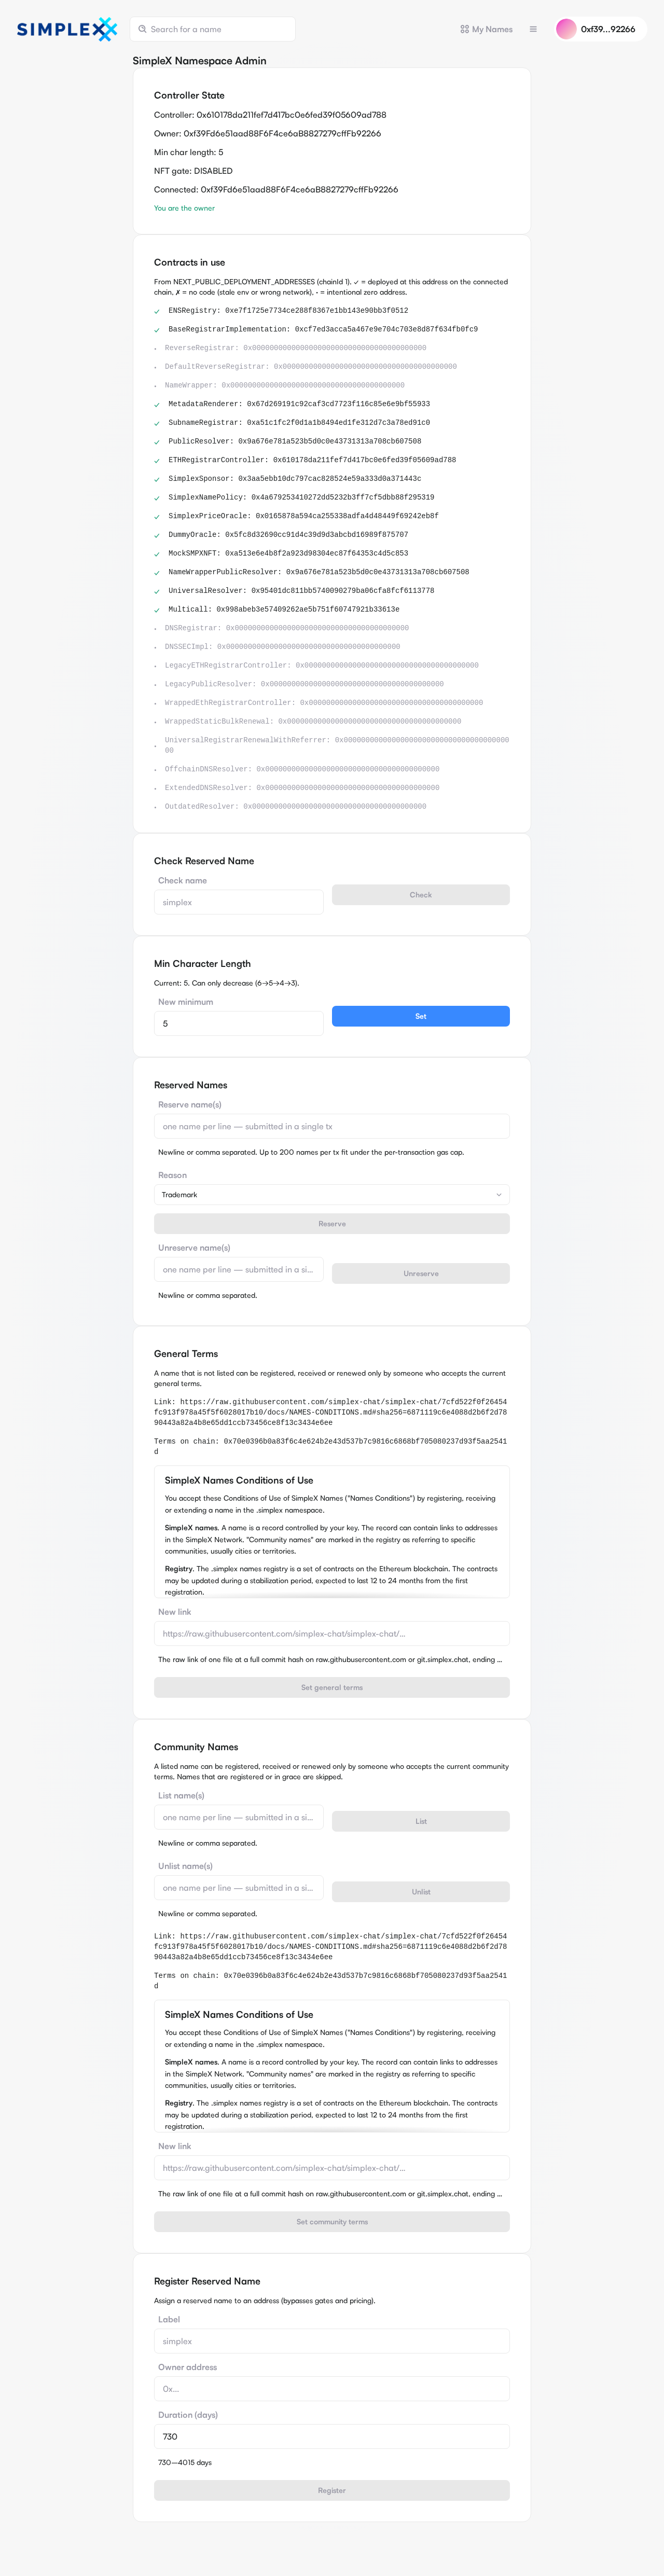 SIMPLEX
Search for a name
My Names
0xf39...92266
SimpleX Namespace Admin
Controller State
Controller: 0x610178da211fef7d417bc0e6fed39f05609ad788
Owner: 0xf39Fd6e51aad88F6F4ce6aB8827279cffFb92266
Min char length: 5
NFT gate: DISABLED
Connected: 0xf39Fd6e51aad88F6F4ce6aB8827279cffFb92266
You are the owner
Contracts in use
From NEXT_PUBLIC_DEPLOYMENT_ADDRESSES (chainId 1). ✓ = deployed at this address on the connected
chain, ✗ = no code (stale env or wrong network), • = intentional zero address.
✓ ENSRegistry: 0xe7f1725e7734ce288f8367e1bb143e90bb3f0512
✓ BaseRegistrarImplementation: 0xcf7ed3acca5a467e9e704c703e8d87f634fb0fc9
• ReverseRegistrar: 0x0000000000000000000000000000000000000000
• DefaultReverseRegistrar: 0x0000000000000000000000000000000000000000
• NameWrapper: 0x0000000000000000000000000000000000000000
✓ MetadataRenderer: 0x67d269191c92caf3cd7723f116c85e6e9bf55933
✓ SubnameRegistrar: 0xa51c1fc2f0d1a1b8494ed1fe312d7c3a78ed91c0
✓ PublicResolver: 0x9a676e781a523b5d0c0e43731313a708cb607508
✓ ETHRegistrarController: 0x610178da211fef7d417bc0e6fed39f05609ad788
✓ SimplexSponsor: 0x3aa5ebb10dc797cac828524e59a333d0a371443c
✓ SimplexNamePolicy: 0x4a679253410272dd5232b3ff7cf5dbb88f295319
✓ SimplexPriceOracle: 0x0165878a594ca255338adfa4d48449f69242eb8f
✓ DummyOracle: 0x5fc8d32690cc91d4c39d9d3abcbd16989f875707
✓ MockSMPXNFT: 0xa513e6e4b8f2a923d98304ec87f64353c4d5c853
✓ NameWrapperPublicResolver: 0x9a676e781a523b5d0c0e43731313a708cb607508
✓ UniversalResolver: 0x95401dc811bb5740090279ba06cfa8fcf6113778
✓ Multicall: 0x998abeb3e57409262ae5b751f60747921b33613e
• DNSRegistrar: 0x0000000000000000000000000000000000000000
• DNSSECImpl: 0x0000000000000000000000000000000000000000
• LegacyETHRegistrarController: 0x0000000000000000000000000000000000000000
• LegacyPublicResolver: 0x0000000000000000000000000000000000000000
• WrappedEthRegistrarController: 0x0000000000000000000000000000000000000000
• WrappedStaticBulkRenewal: 0x0000000000000000000000000000000000000000
• UniversalRegistrarRenewalWithReferrer: 0x00000000000000000000000000000000000000
00
• OffchainDNSResolver: 0x0000000000000000000000000000000000000000
• ExtendedDNSResolver: 0x0000000000000000000000000000000000000000
• OutdatedResolver: 0x0000000000000000000000000000000000000000
Check Reserved Name
Check name
simplex
Check
Min Character Length
Current: 5. Can only decrease (6→5→4→3).
New minimum
5
Set
Reserved Names
Reserve name(s)
one name per line — submitted in a single tx
Newline or comma separated. Up to 200 names per tx fit under the per-transaction gas cap.
Reason
Trademark
Reserve
Unreserve name(s)
one name per line — submitted in a si...
Unreserve
Newline or comma separated.
General Terms
A name that is not listed can be registered, received or renewed only by someone who accepts the current
general terms.
Link: https://raw.githubusercontent.com/simplex-chat/simplex-chat/7cfd522f0f26454
fc913f978a45f5f6028017b10/docs/NAMES-CONDITIONS.md#sha256=6871119c6e4088d2b6f2d78
90443a82a4b8e65dd1ccb73456ce8f13c3434e6ee
Terms on chain: 0x70e0396b0a83f6c4e624b2e43d537b7c9816c6868bf705080237d93f5aa2541
d
SimpleX Names Conditions of Use
You accept these Conditions of Use of SimpleX Names ("Names Conditions") by registering, receiving
or extending a name in the .simplex namespace.
SimpleX names. A name is a record controlled by your key. The record can contain links to addresses
in the SimpleX Network. "Community names" are marked in the registry as referring to specific
communities, usually cities or territories.
Registry. The .simplex names registry is a set of contracts on the Ethereum blockchain. The contracts
may be updated during a stabilization period, expected to last 12 to 24 months from the first
registration.
New link
https://raw.githubusercontent.com/simplex-chat/simplex-chat/...
The raw link of one file at a full commit hash on raw.githubusercontent.com or git.simplex.chat, ending ...
Set general terms
Community Names
A listed name can be registered, received or renewed only by someone who accepts the current community
terms. Names that are registered or in grace are skipped.
List name(s)
one name per line — submitted in a si...
List
Newline or comma separated.
Unlist name(s)
one name per line — submitted in a si...
Unlist
Newline or comma separated.
Link: https://raw.githubusercontent.com/simplex-chat/simplex-chat/7cfd522f0f26454
fc913f978a45f5f6028017b10/docs/NAMES-CONDITIONS.md#sha256=6871119c6e4088d2b6f2d78
90443a82a4b8e65dd1ccb73456ce8f13c3434e6ee
Terms on chain: 0x70e0396b0a83f6c4e624b2e43d537b7c9816c6868bf705080237d93f5aa2541
d
SimpleX Names Conditions of Use
You accept these Conditions of Use of SimpleX Names ("Names Conditions") by registering, receiving
or extending a name in the .simplex namespace.
SimpleX names. A name is a record controlled by your key. The record can contain links to addresses
in the SimpleX Network. "Community names" are marked in the registry as referring to specific
communities, usually cities or territories.
Registry. The .simplex names registry is a set of contracts on the Ethereum blockchain. The contracts
may be updated during a stabilization period, expected to last 12 to 24 months from the first
registration.
New link
https://raw.githubusercontent.com/simplex-chat/simplex-chat/...
The raw link of one file at a full commit hash on raw.githubusercontent.com or git.simplex.chat, ending ...
Set community terms
Register Reserved Name
Assign a reserved name to an address (bypasses gates and pricing).
Label
simplex
Owner address
0x...
Duration (days)
730
730—4015 days
Register